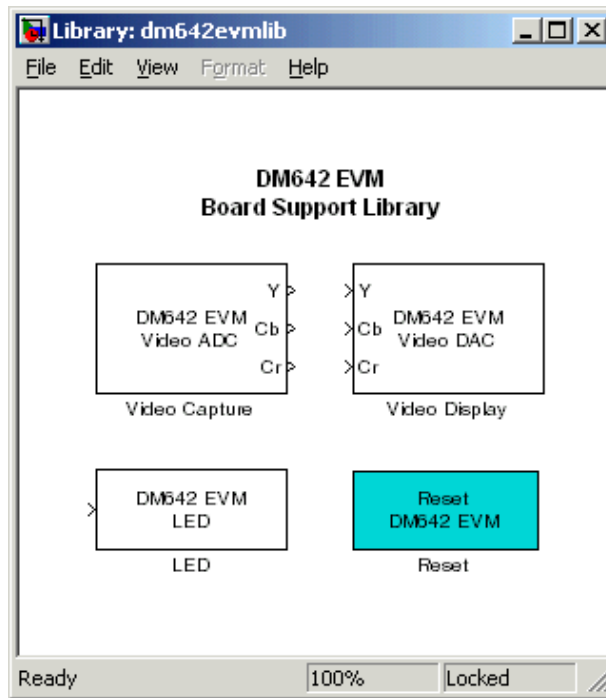 Library: dm642evmlib
File Edit View Format Help
DM642 EVM
Board Support Library
Y
DM642 EVM
Video ADC
Cb
Cr
Video Capture
Y
Cb
DM642 EVM
Video DAC
Cr
Video Display
DM642 EVM
LED
LED
Reset
DM642 EVM
Reset
Ready 100% Locked